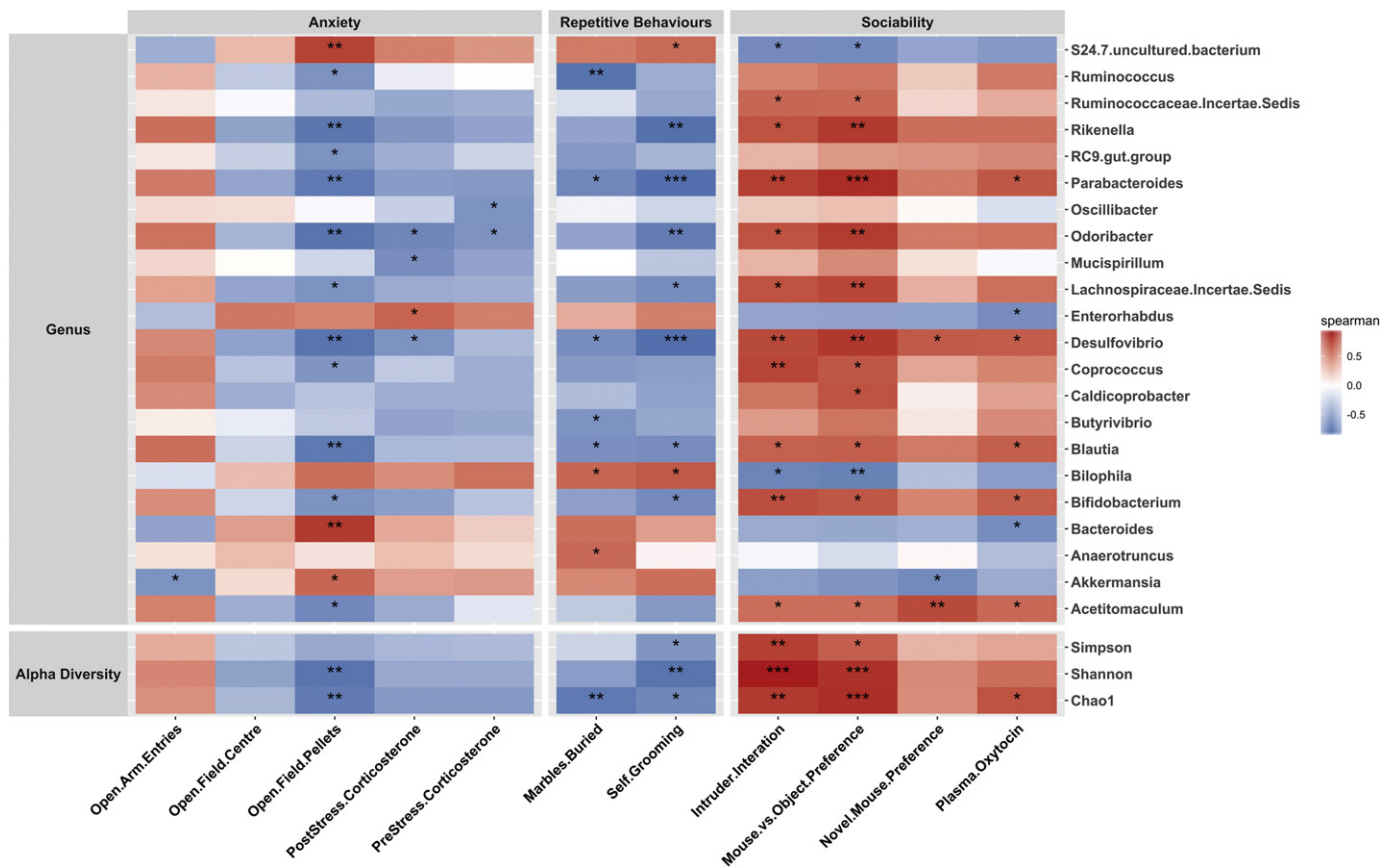 Anxiety Repetitive Behaviours Sociability
** * * * S24.7.uncultured.bacterium
* ** Ruminococcus
* * Ruminococcaceae.Incertae.Sedis
** ** * ** Rikenella
* RC9.gut.group
** * *** ** *** * Parabacteroides
* Oscillibacter
** * * ** * ** Odoribacter
* Mucispirillum
* * * ** Lachnospiraceae.Incertae.Sedis
Genus
* * Enterorhabdus
** * * *** ** ** * * Desulfovibrio
* ** * Coprococcus
* Caldicoprobacter
* Butyrivibrio
** * * * * * Blautia
* * * ** Bilophila
* * ** * * Bifidobacterium
** * Bacteroides
* Anaerotruncus
* * * Akkermansia
* * * ** * Acetitomaculum
spearman
0.5
0.0
-0.5
Alpha Diversity
* ** * Simpson
** ** *** *** Shannon
** ** * ** *** * Chao1
Open.Arm.Entries
Open.Field.Centre
Open.Field.Pellets
PostStress.Corticosterone
PreStress.Corticosterone
Marbles.Buried
Self.Grooming
Intruder.Interation
Mouse.vs.Object.Preference
Novel.Mouse.Preference
Plasma.Oxytocin